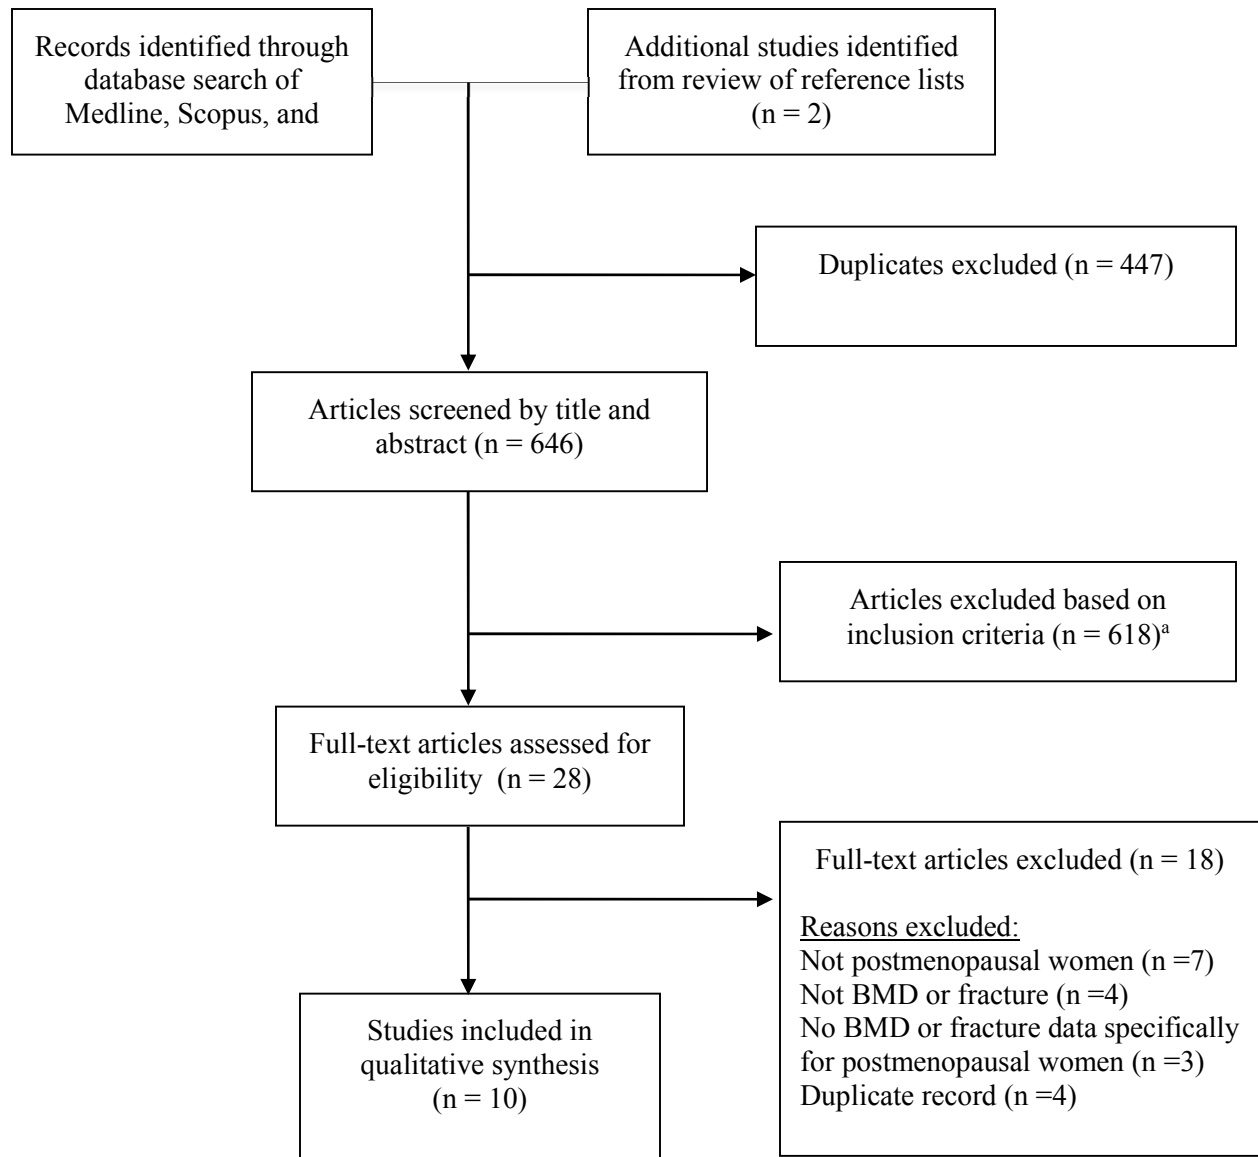 Records identified through
database search of
Medline, Scopus, and
Additional studies identified
from review of reference lists
(n = 2)
Duplicates excluded (n = 447)
Articles screened by title and
abstract (n = 646)
Articles excluded based on
inclusion criteria (n = 618)ᵃ
Full-text articles assessed for
eligibility (n = 28)
Full-text articles excluded (n = 18)
Reasons excluded:
Not postmenopausal women (n =7)
Not BMD or fracture (n =4)
No BMD or fracture data specifically
for postmenopausal women (n =3)
Duplicate record (n =4)
Studies included in
qualitative synthesis
(n = 10)